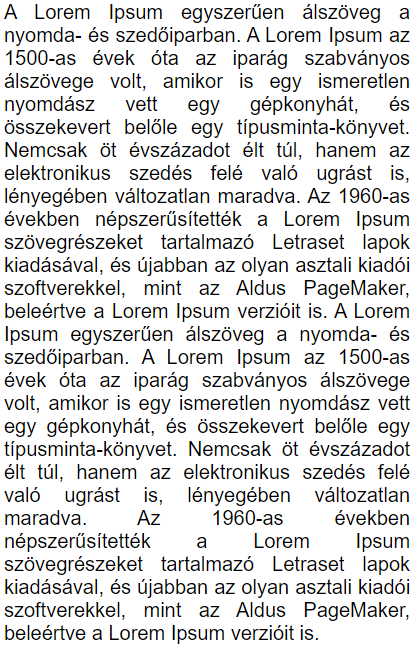 A Lorem Ipsum egyszerűen álszöveg a
nyomda- és szedőiparban. A Lorem Ipsum az
1500-as évek óta az iparág szabványos
álszövege volt, amikor is egy ismeretlen
nyomdász vett egy gépkonyhát, és
összekevert belőle egy típusminta-könyvet.
Nemcsak öt évszázadot élt túl, hanem az
elektronikus szedés felé való ugrást is,
lényegében változatlan maradva. Az 1960-as
években népszerűsítették a Lorem Ipsum
szövegrészeket tartalmazó Letraset lapok
kiadásával, és újabban az olyan asztali kiadói
szoftverekkel, mint az Aldus PageMaker,
beleértve a Lorem Ipsum verzióit is. A Lorem
Ipsum egyszerűen álszöveg a nyomda- és
szedőiparban. A Lorem Ipsum az 1500-as
évek óta az iparág szabványos álszövege
volt, amikor is egy ismeretlen nyomdász vett
egy gépkonyhát, és összekevert belőle egy
típusminta-könyvet. Nemcsak öt évszázadot
élt túl, hanem az elektronikus szedés felé
való ugrást is, lényegében változatlan
maradva. Az 1960-as években
népszerűsítették a Lorem Ipsum
szövegrészeket tartalmazó Letraset lapok
kiadásával, és újabban az olyan asztali kiadói
szoftverekkel, mint az Aldus PageMaker,
beleértve a Lorem Ipsum verzióit is.